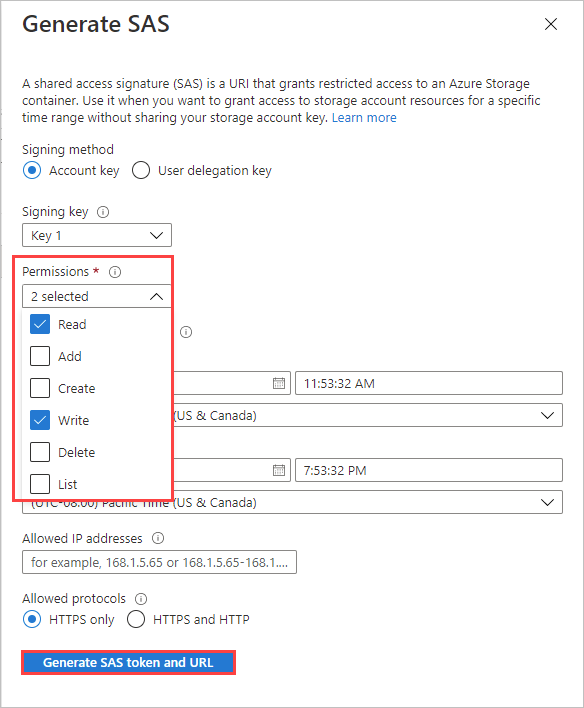 Generate SAS
A shared access signature (SAS) is a URI that grants restricted access to an Azure Storage
container. Use it when you want to grant access to storage account resources for a specific
time range without sharing your storage account key. Learn more
Signing method
Account key User delegation key
Signing key
Key 1
Permissions *
2 selected
Read
Add
Create
11:53:32 AM
(US & Canada)
Write
Delete
7:53:32 PM
List
(UTC-08:00) Pacific Time (US & Canada)
Allowed IP addresses
for example, 168.1.5.65 or 168.1.5.65-168.1....
Allowed protocols
HTTPS only HTTPS and HTTP
Generate SAS token and URL